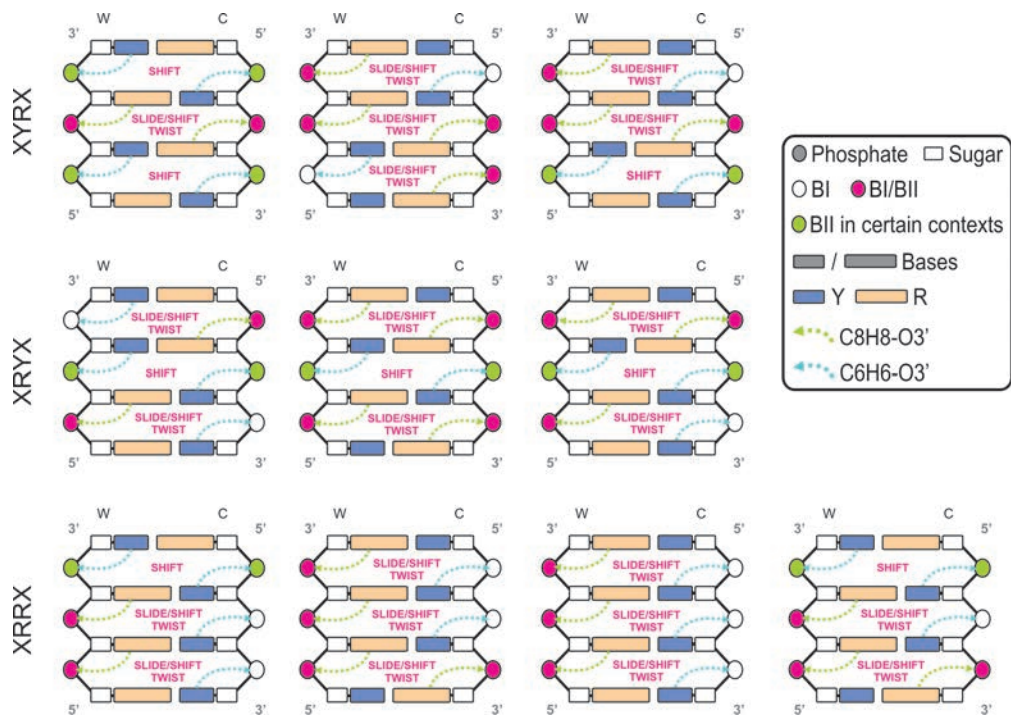 W C W C W C
3' 5' 3' 5' 3' 5'
XYRX
SHIFT SLIDE/SHIFT TWIST SLIDE/SHIFT TWIST
SLIDE/SHIFT TWIST SLIDE/SHIFT TWIST SLIDE/SHIFT TWIST
SHIFT SLIDE/SHIFT TWIST SHIFT
5' 3' 5' 3' 5' 3'
Phosphate Sugar
BI BI/BII
BII in certain contexts
/ Bases
Y R
C8H8-O3'
C6H6-O3'
W C W C W C
3' 5' 3' 5' 3' 5'
XRYX
SLIDE/SHIFT TWIST SLIDE/SHIFT TWIST SLIDE/SHIFT TWIST
SHIFT SHIFT SHIFT
SLIDE/SHIFT TWIST SLIDE/SHIFT TWIST SLIDE/SHIFT TWIST
5' 3' 5' 3' 5' 3'
W C W C W C W C
3' 5' 3' 5' 3' 5' 3' 5'
XRRX
SHIFT SLIDE/SHIFT TWIST SLIDE/SHIFT TWIST SHIFT
SLIDE/SHIFT TWIST SLIDE/SHIFT TWIST SLIDE/SHIFT TWIST SLIDE/SHIFT TWIST
SLIDE/SHIFT TWIST SLIDE/SHIFT TWIST SLIDE/SHIFT TWIST SLIDE/SHIFT TWIST
5' 3' 5' 3' 5' 3' 5' 3'